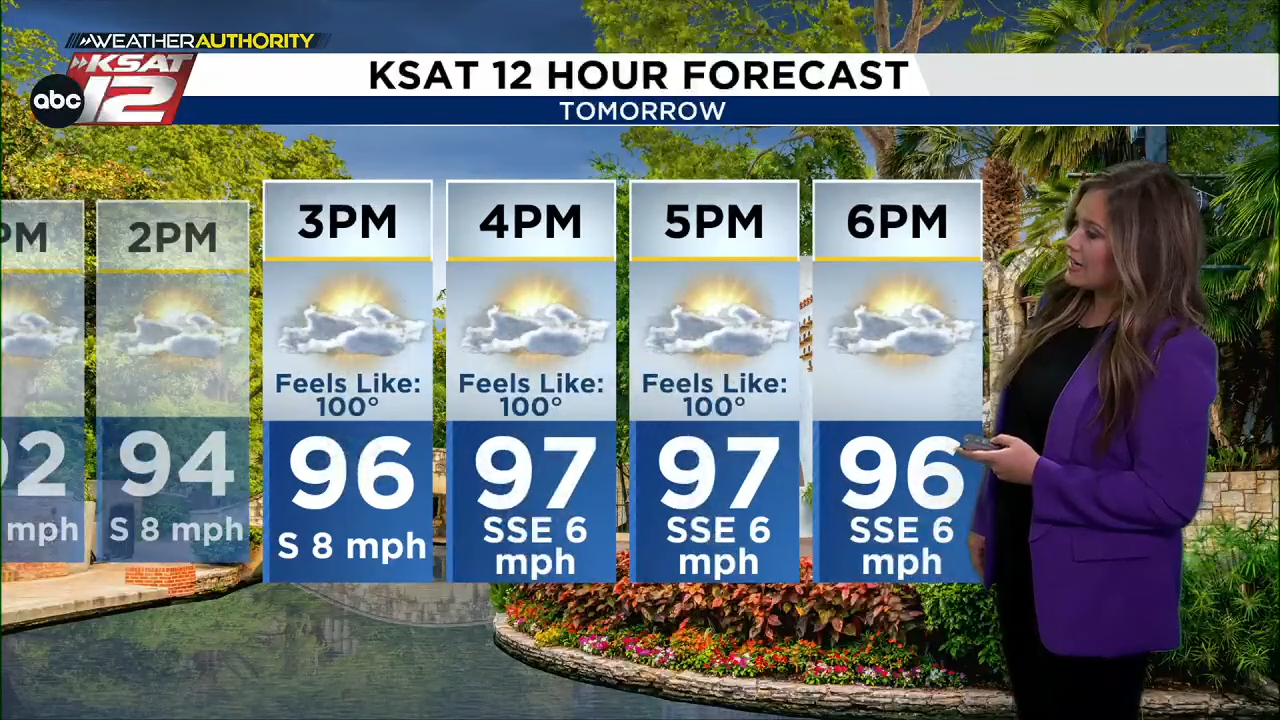 WEATHERAUTHORITY
KSAT
12
abc
KSAT 12 HOUR FORECAST
TOMORROW
PM
mph
2PM
94
S 8 mph
3PM
Feels Like:
100°
96
S 8 mph
4PM
Feels Like:
100°
97
SSE 6
mph
5PM
Feels Like:
100°
97
SSE 6
mph
6PM
96
SSE 6
mph